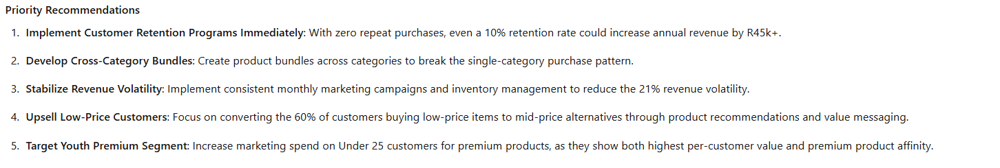 Priority Recommendations
1. Implement Customer Retention Programs Immediately: With zero repeat purchases, even a 10% retention rate could increase annual revenue by R45k+.
2. Develop Cross-Category Bundles: Create product bundles across categories to break the single-category purchase pattern.
3. Stabilize Revenue Volatility: Implement consistent monthly marketing campaigns and inventory management to reduce the 21% revenue volatility.
4. Upsell Low-Price Customers: Focus on converting the 60% of customers buying low-price items to mid-price alternatives through product recommendations and value messaging.
5. Target Youth Premium Segment: Increase marketing spend on Under 25 customers for premium products, as they show both highest per-customer value and premium product affinity.